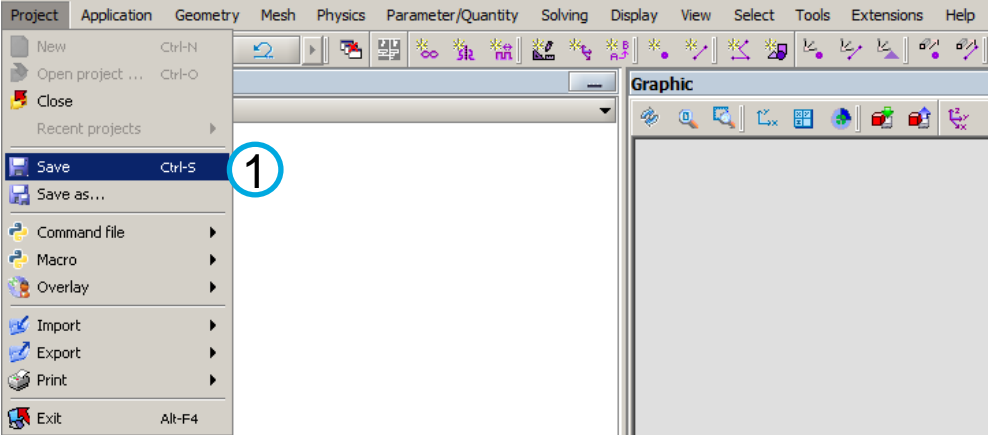 Project Application Geometry Mesh Physics Parameter/Quantity Solving Display View Select Tools Extensions Help
New Ctrl-N
Open project ... Ctrl-O
Close
Recent projects
Save Ctrl-S
1
Save as...
Command file
Macro
Overlay
Import
Export
Print
Exit Alt-F4
Graphic